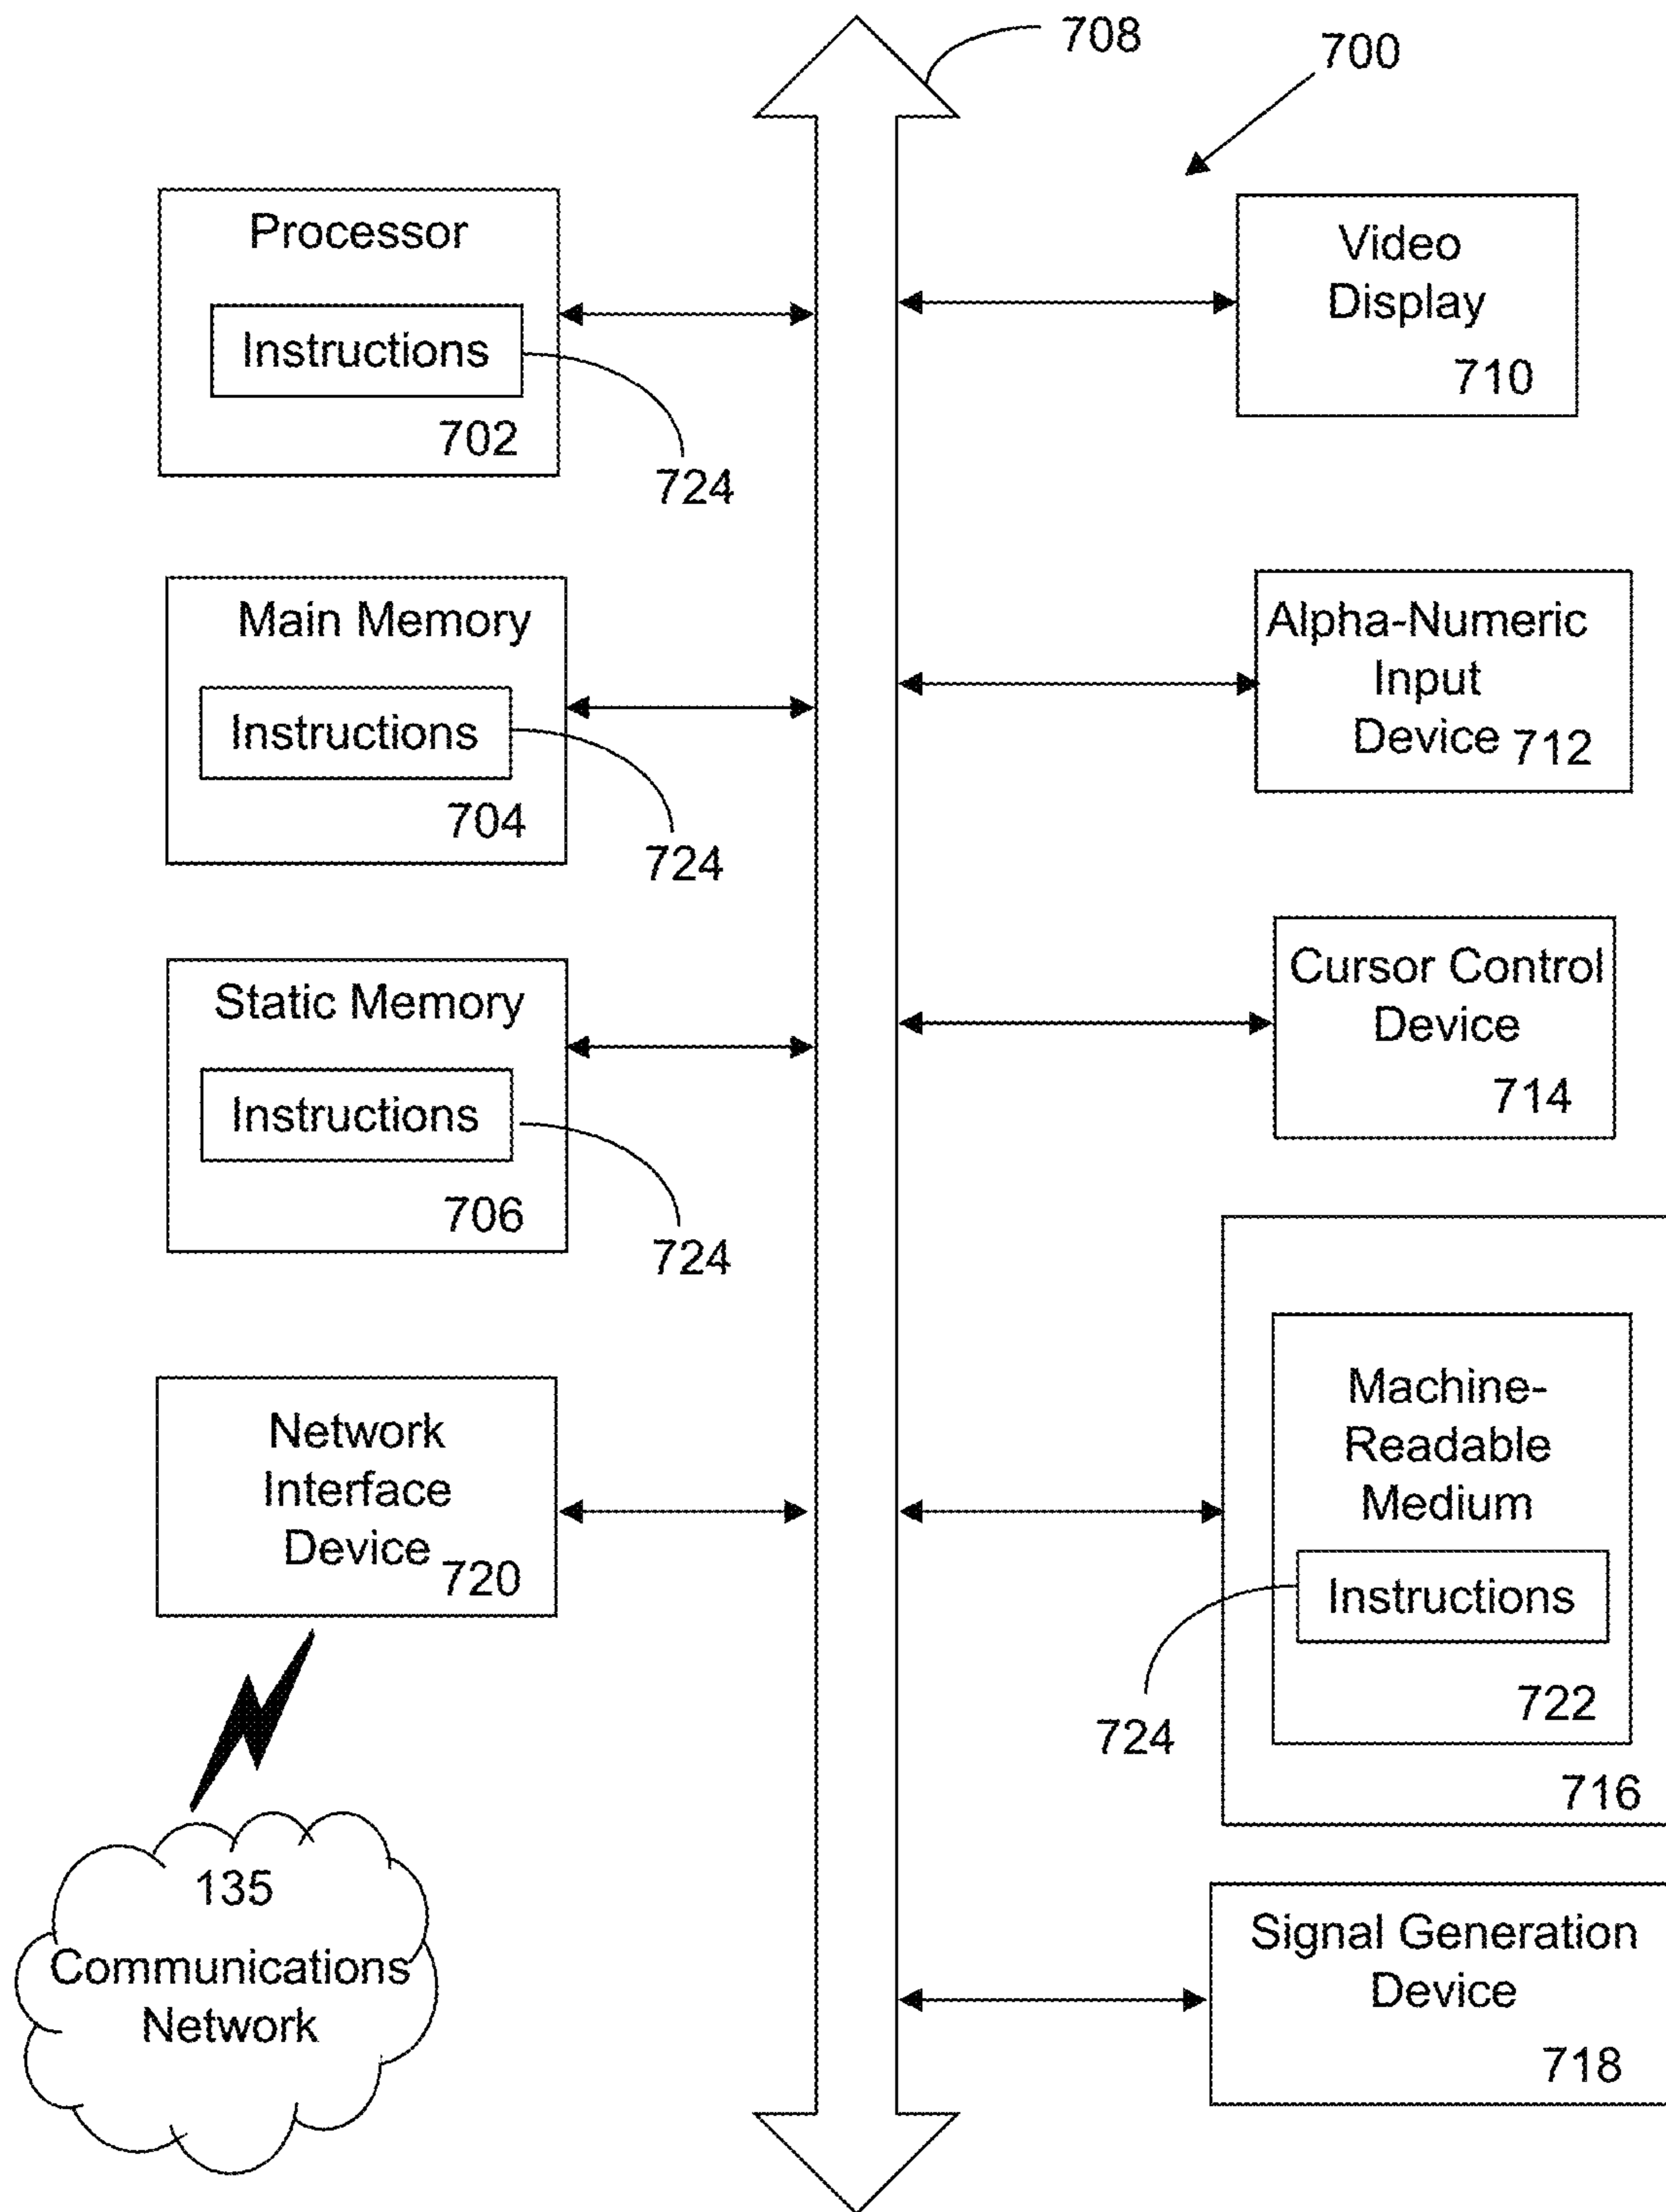 708
700
Processor
Instructions
702
724
Video
Display
710
Main Memory
Instructions
704
724
Alpha-Numeric
Input
Device 712
Static Memory
Instructions
706
724
Cursor Control
Device
714
Network
Interface
Device 720
Machine-
Readable
Medium
Instructions
722
724
716
135
Communications
Network
Signal Generation
Device
718